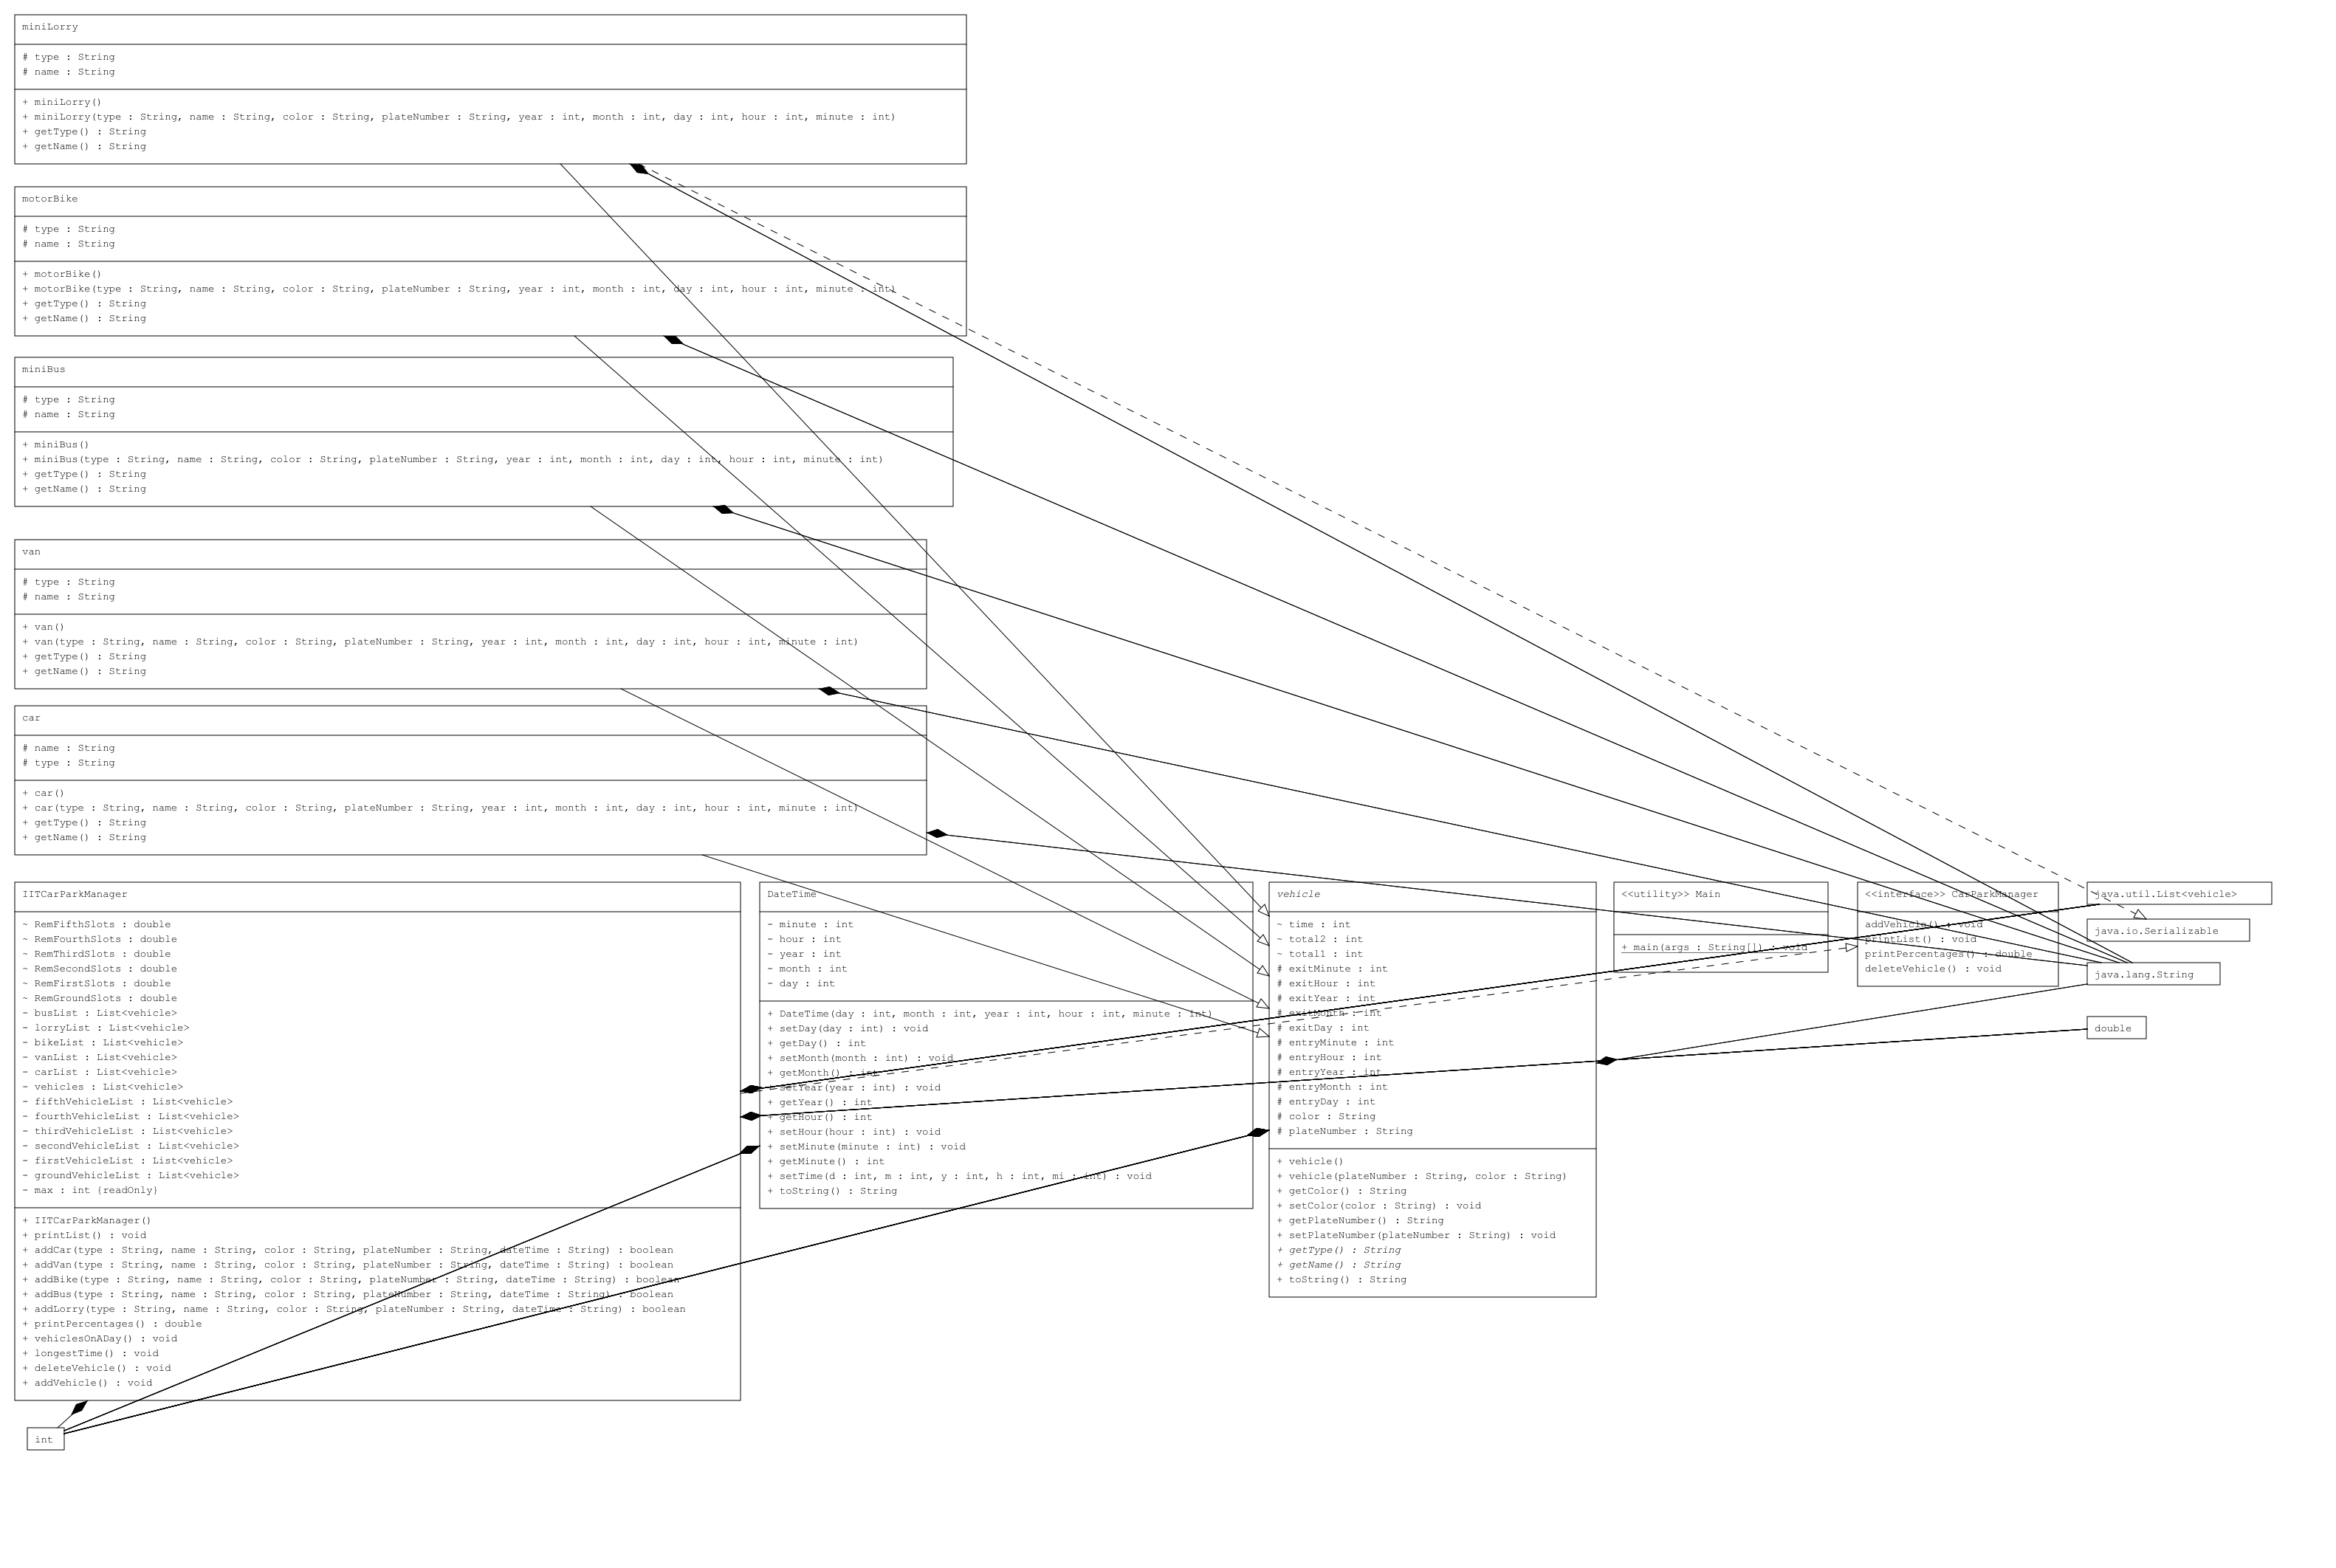 miniLorry
# type : String
# name : String
+ miniLorry()
+ miniLorry(type : String, name : String, color : String, plateNumber : String, year : int, month : int, day : int, hour : int, minute : int)
+ getType() : String
+ getName() : String
motorBike
# type : String
# name : String
+ motorBike()
+ motorBike(type : String, name : String, color : String, plateNumber : String, year : int, month : int, day : int, hour : int, minute : int)
+ getType() : String
+ getName() : String
miniBus
# type : String
# name : String
+ miniBus()
+ miniBus(type : String, name : String, color : String, plateNumber : String, year : int, month : int, day : int, hour : int, minute : int)
+ getType() : String
+ getName() : String
van
# type : String
# name : String
+ van()
+ van(type : String, name : String, color : String, plateNumber : String, year : int, month : int, day : int, hour : int, minute : int)
+ getType() : String
+ getName() : String
car
# name : String
# type : String
+ car()
+ car(type : String, name : String, color : String, plateNumber : String, year : int, month : int, day : int, hour : int, minute : int)
+ getType() : String
+ getName() : String
IITCarParkManager
~ RemFifthSlots : double
~ RemFourthSlots : double
~ RemThirdSlots : double
~ RemSecondSlots : double
~ RemFirstSlots : double
~ RemGroundSlots : double
- busList : List<vehicle>
- lorryList : List<vehicle>
- bikeList : List<vehicle>
- vanList : List<vehicle>
- carList : List<vehicle>
- vehicles : List<vehicle>
- fifthVehicleList : List<vehicle>
- fourthVehicleList : List<vehicle>
- thirdVehicleList : List<vehicle>
- secondVehicleList : List<vehicle>
- firstVehicleList : List<vehicle>
- groundVehicleList : List<vehicle>
- max : int {readOnly}
+ IITCarParkManager()
+ printList() : void
+ addCar(type : String, name : String, color : String, plateNumber : String, dateTime : String) : boolean
+ addVan(type : String, name : String, color : String, plateNumber : String, dateTime : String) : boolean
+ addBike(type : String, name : String, color : String, plateNumber : String, dateTime : String) : boolean
+ addBus(type : String, name : String, color : String, plateNumber : String, dateTime : String) : boolean
+ addLorry(type : String, name : String, color : String, plateNumber : String, dateTime : String) : boolean
+ printPercentages() : double
+ vehiclesOnADay() : void
+ longestTime() : void
+ deleteVehicle() : void
+ addVehicle() : void
DateTime
- minute : int
- hour : int
- year : int
- month : int
- day : int
+ DateTime(day : int, month : int, year : int, hour : int, minute : int)
+ setDay(day : int) : void
+ getDay() : int
+ setMonth(month : int) : void
+ getMonth() : int
+ setYear(year : int) : void
+ getYear() : int
+ getHour() : int
+ setHour(hour : int) : void
+ setMinute(minute : int) : void
+ getMinute() : int
+ setTime(d : int, m : int, y : int, h : int, mi : int) : void
+ toString() : String
vehicle
~ time : int
~ total2 : int
~ total1 : int
# exitMinute : int
# exitHour : int
# exitYear : int
# exitMonth : int
# exitDay : int
# entryMinute : int
# entryHour : int
# entryYear : int
# entryMonth : int
# entryDay : int
# color : String
# plateNumber : String
+ vehicle()
+ vehicle(plateNumber : String, color : String)
+ getColor() : String
+ setColor(color : String) : void
+ getPlateNumber() : String
+ setPlateNumber(plateNumber : String) : void
+ getType() : String
+ getName() : String
+ toString() : String
<<utility>> Main
+ main(args : String[]) : void
<<interface>> CarParkManager
addVehicle() : void
printList() : void
printPercentages() : double
deleteVehicle() : void
java.util.List<vehicle>
java.io.Serializable
java.lang.String
double
int